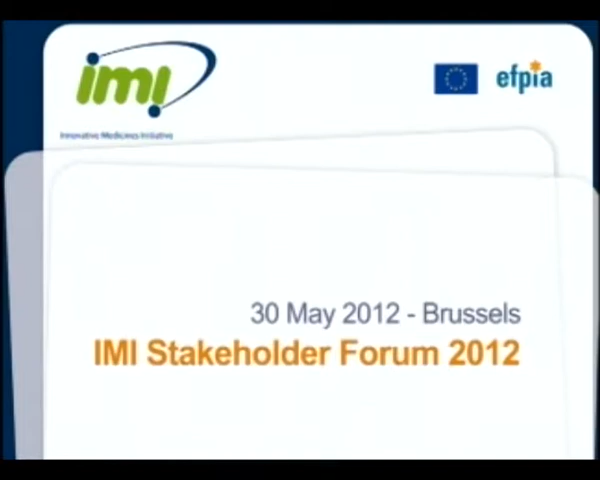 imi
efpia
Innovative Medicines Initiative
30 May 2012 - Brussels
IMI Stakeholder Forum 2012